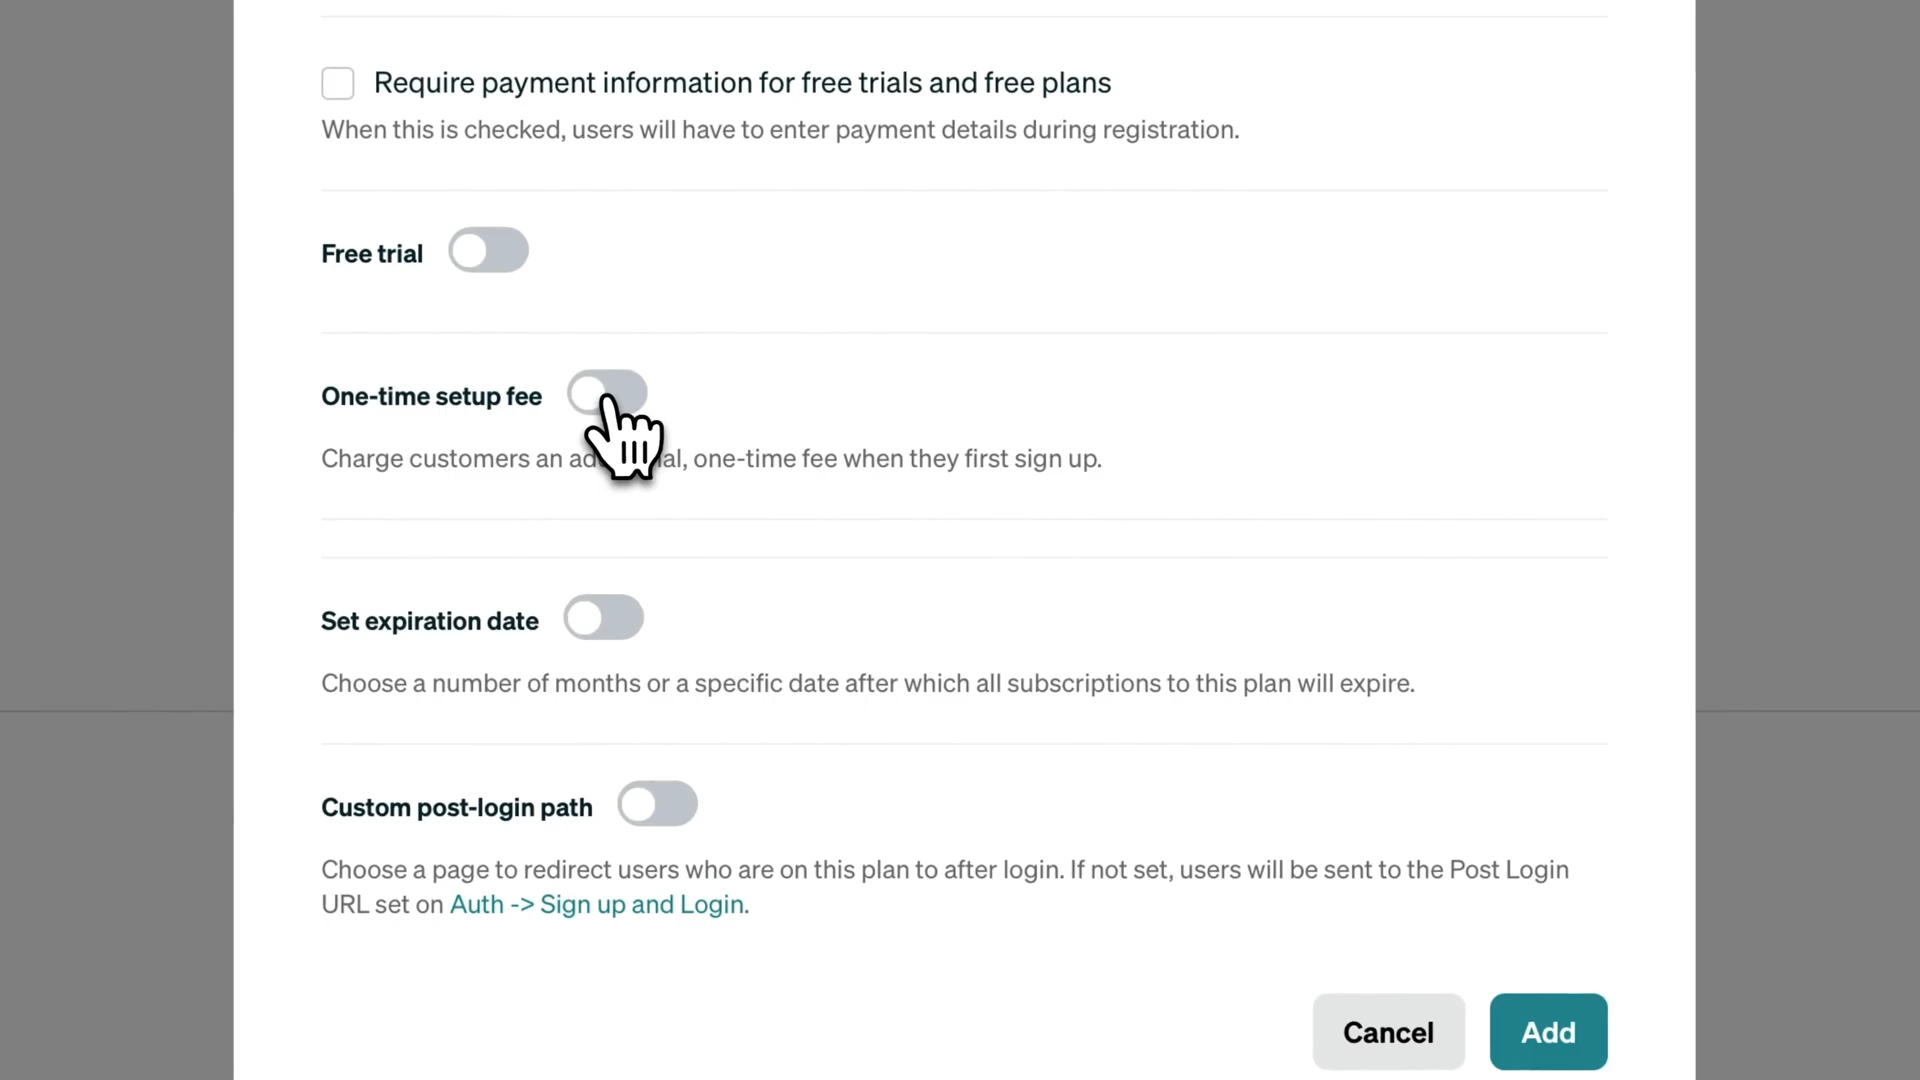 Require payment information for free trials and free plans
When this is checked, users will have to enter payment details during registration.
Free trial
One-time setup fee
Charge customers an al, one-time fee when they first sign up.
Set expiration date
Choose a number of months or a specific date after which all subscriptions to this plan will expire.
Custom post-login path
Choose a page to redirect users who are on this plan to after login. If not set, users will be sent to the Post Login
URL set on Auth -> Sign up and Login.
Cancel
Add